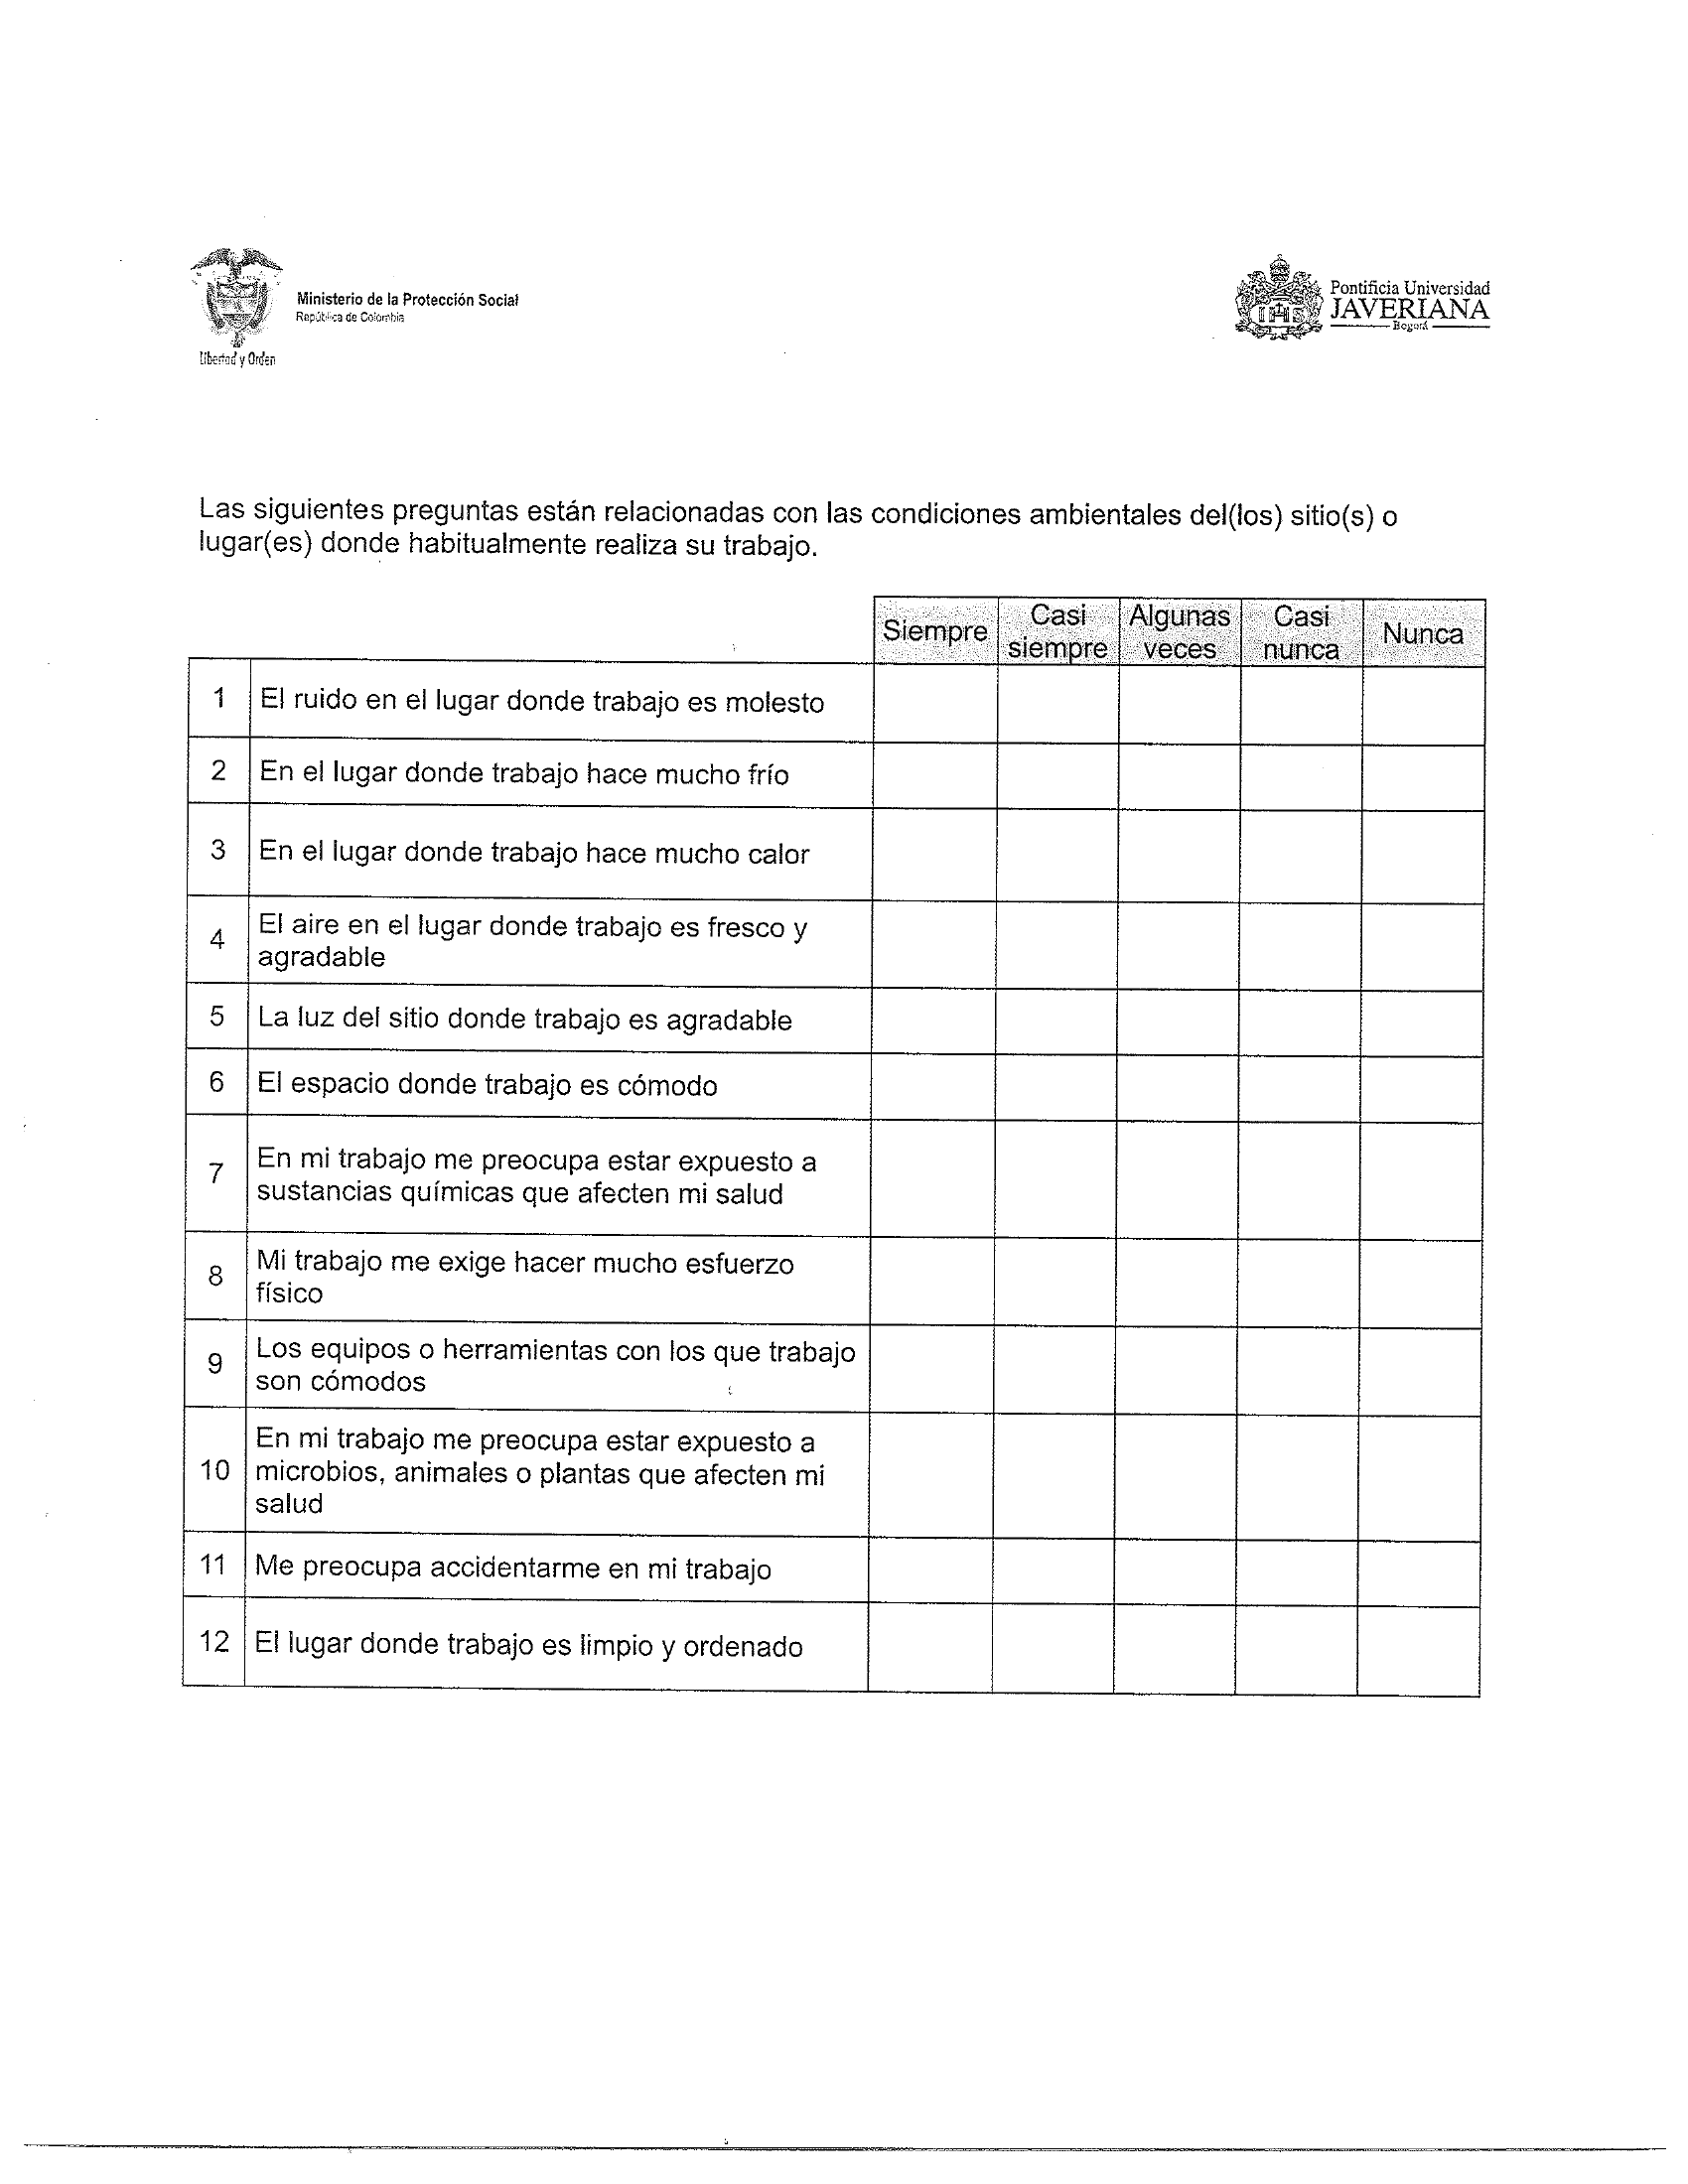 Ministerio de la Protección Social
República de Colombia
Libertad y Orden
Pontificia Universidad
JAVERIANA
Bogotá
Las siguientes preguntas están relacionadas con las condiciones ambientales del(los) sitio(s) o
lugar(es) donde habitualmente realiza su trabajo.
Siempre
Casi
siempre
Algunas
veces
Casi
nunca
Nunca
1 El ruido en el lugar donde trabajo es molesto
2 En el lugar donde trabajo hace mucho frío
3 En el lugar donde trabajo hace mucho calor
4 El aire en el lugar donde trabajo es fresco y
agradable
5 La luz del sitio donde trabajo es agradable
6 El espacio donde trabajo es cómodo
7 En mi trabajo me preocupa estar expuesto a
sustancias químicas que afecten mi salud
8 Mi trabajo me exige hacer mucho esfuerzo
físico
9 Los equipos o herramientas con los que trabajo
son cómodos
10 En mi trabajo me preocupa estar expuesto a
microbios, animales o plantas que afecten mi
salud
11 Me preocupa accidentarme en mi trabajo
12 El lugar donde trabajo es limpio y ordenado